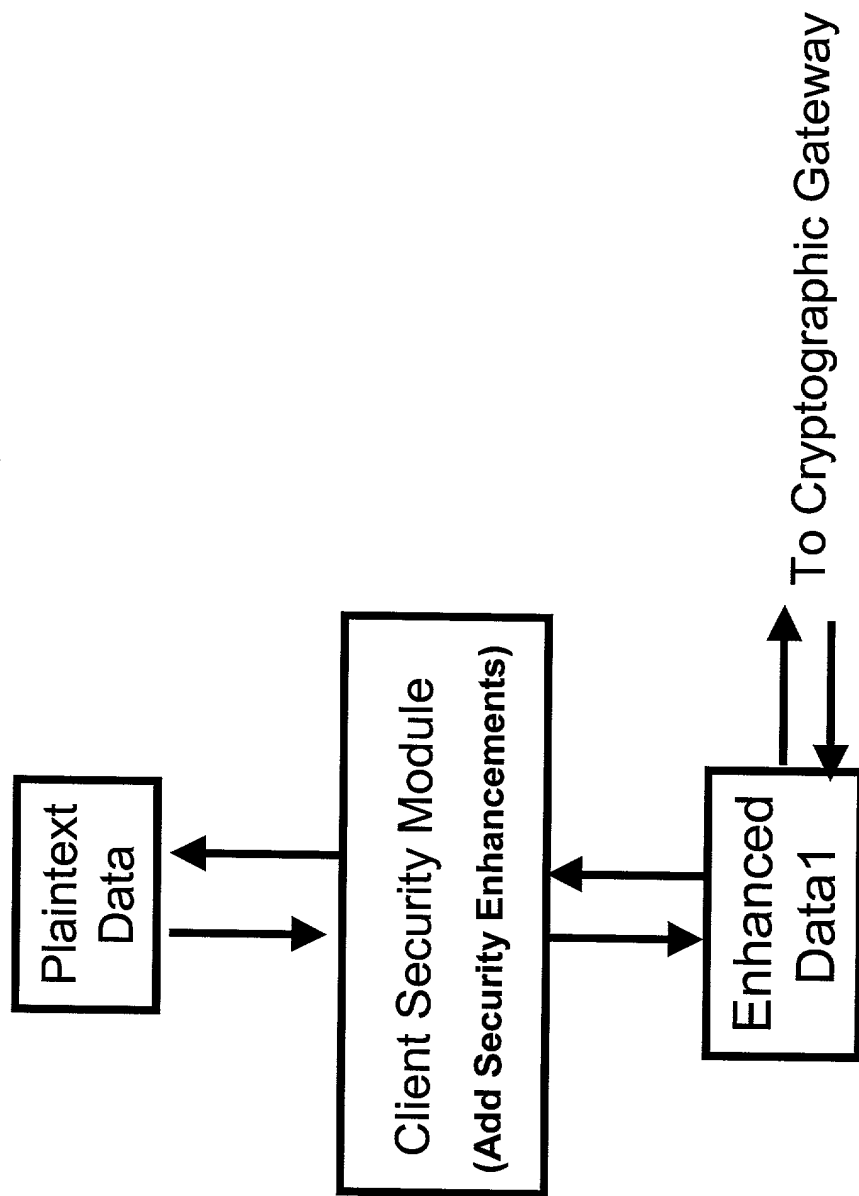 Plaintext
Data
Client Security Module
(Add Security Enhancements)
Enhanced
Data1
To Cryptographic Gateway